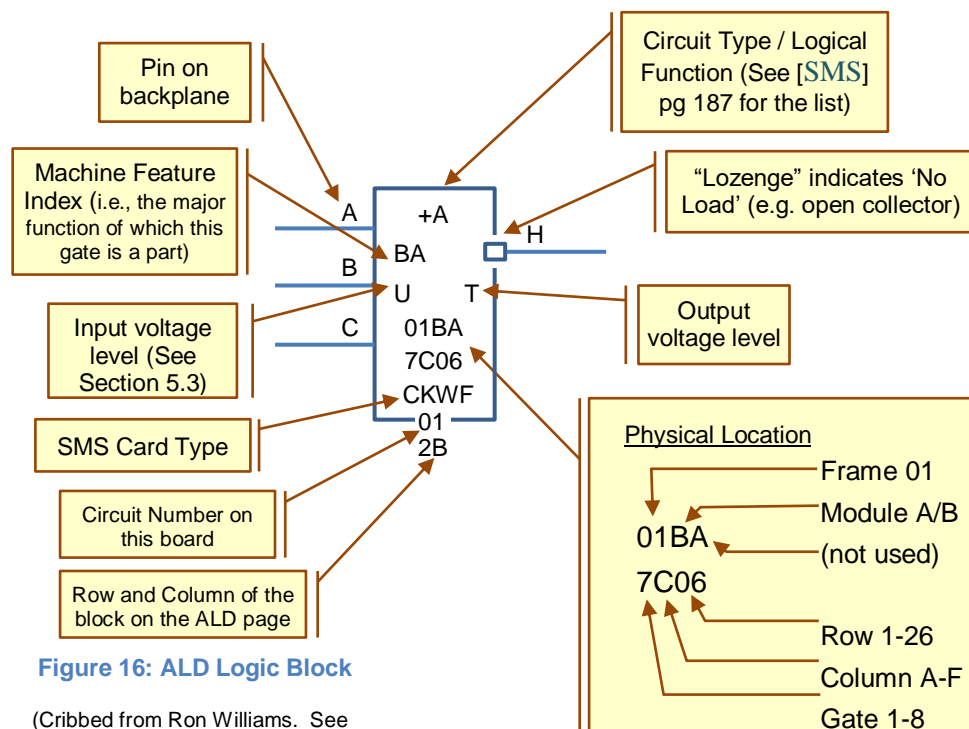 Pin on
backplane
Circuit Type / Logical
Function (See [SMS]
pg 187 for the list)
Machine Feature
Index (i.e., the major
function of which this
gate is a part)
“Lozenge” indicates ‘No
Load’ (e.g. open collector)
A
+A
H
BA
B
U
T
Input voltage
level (See
Section 5.3)
Output
voltage level
C
01BA
7C06
CKWF
01
2B
SMS Card Type
Circuit Number on
this board
Row and Column of the
block on the ALD page
Physical Location
Frame 01
Module A/B
01BA
(not used)
7C06
Row 1-26
Column A-F
Gate 1-8
Figure 16: ALD Logic Block
(Cribbed from Ron Williams. See